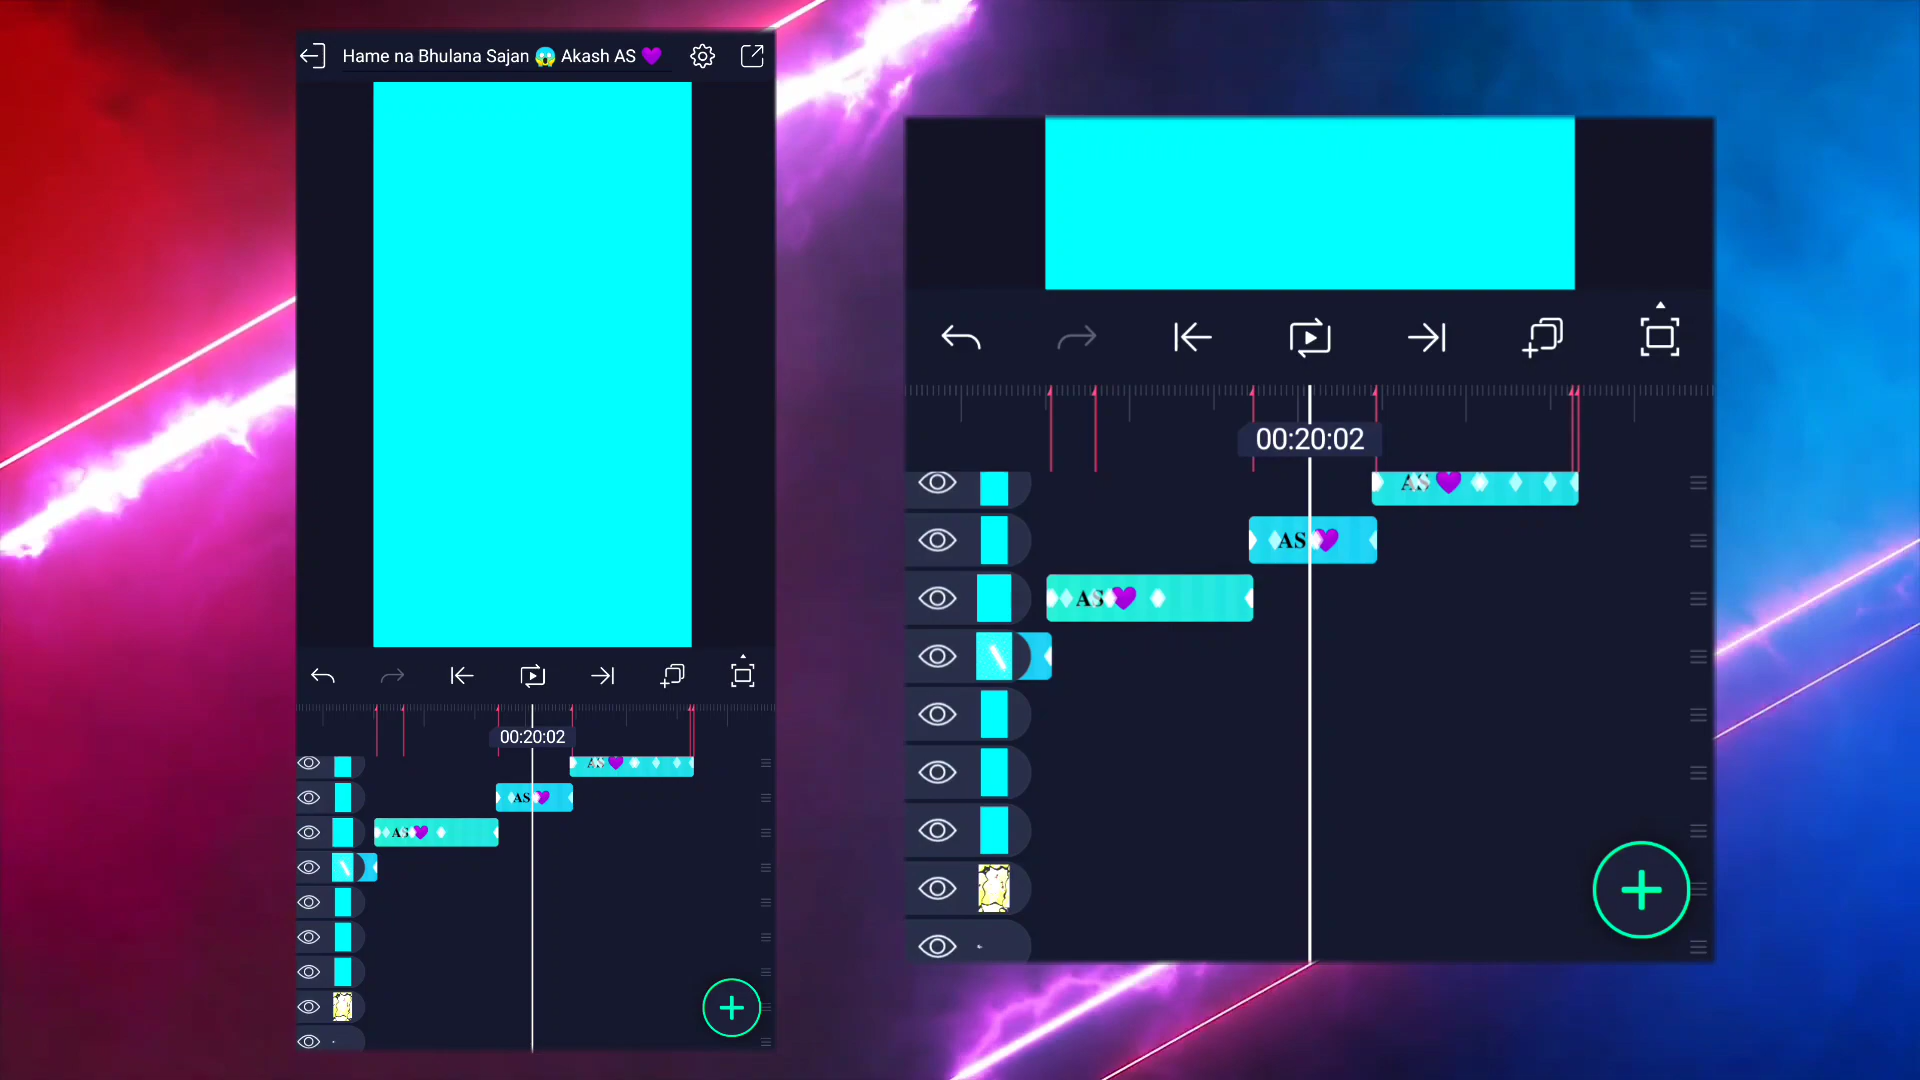 Hame na Bhulana Sajan 😱 Akash AS 💜
00:20:02
AS 💜
AS 💜
AS 💜
00:20:02
AS 💜
AS 💜
AS 💜